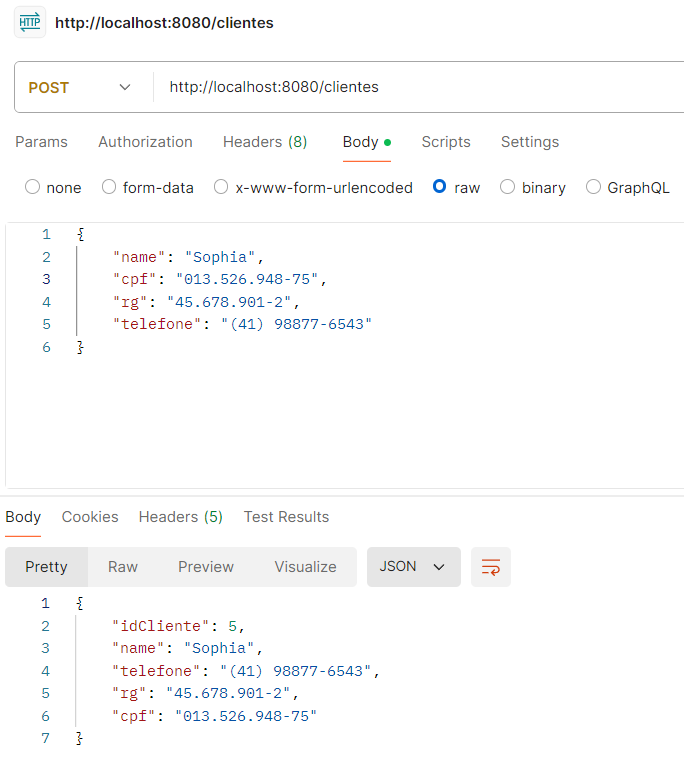 HTTP http://localhost:8080/clientes
POST http://localhost:8080/clientes
Params Authorization Headers (8) Body Scripts Settings
none form-data x-www-form-urlencoded raw binary GraphQL
1 {
2 "name": "Sophia",
3 "cpf": "013.526.948-75",
4 "rg": "45.678.901-2",
5 "telefone": "(41) 98877-6543"
6 }
Body Cookies Headers (5) Test Results
Pretty Raw Preview Visualize JSON
1 {
2 "idCliente": 5,
3 "name": "Sophia",
4 "telefone": "(41) 98877-6543",
5 "rg": "45.678.901-2",
6 "cpf": "013.526.948-75"
7 }